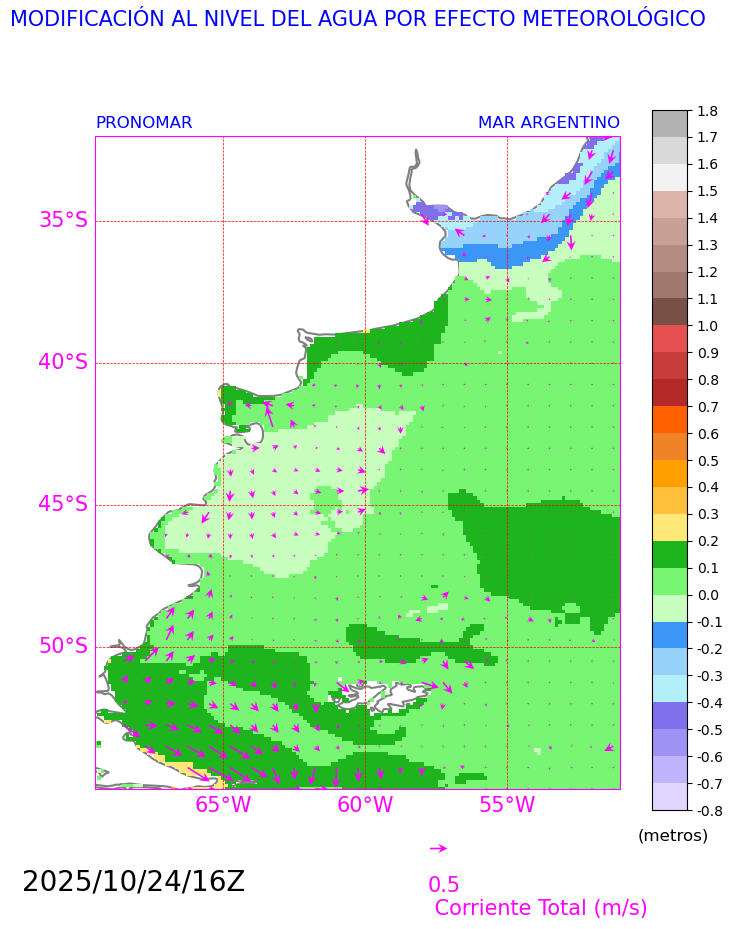 MODIFICACIÓN AL NIVEL DEL AGUA POR EFECTO METEOROLÓGICO
PRONOMAR
MAR ARGENTINO
35°S
40°S
45°S
50°S
65°W
60°W
55°W
1.8
1.7
1.6
1.5
1.4
1.3
1.2
1.1
1.0
0.9
0.8
0.7
0.6
0.5
0.4
0.3
0.2
0.1
0.0
-0.1
-0.2
-0.3
-0.4
-0.5
-0.6
-0.7
-0.8
(metros)
2025/10/24/16Z
0.5
Corriente Total (m/s)